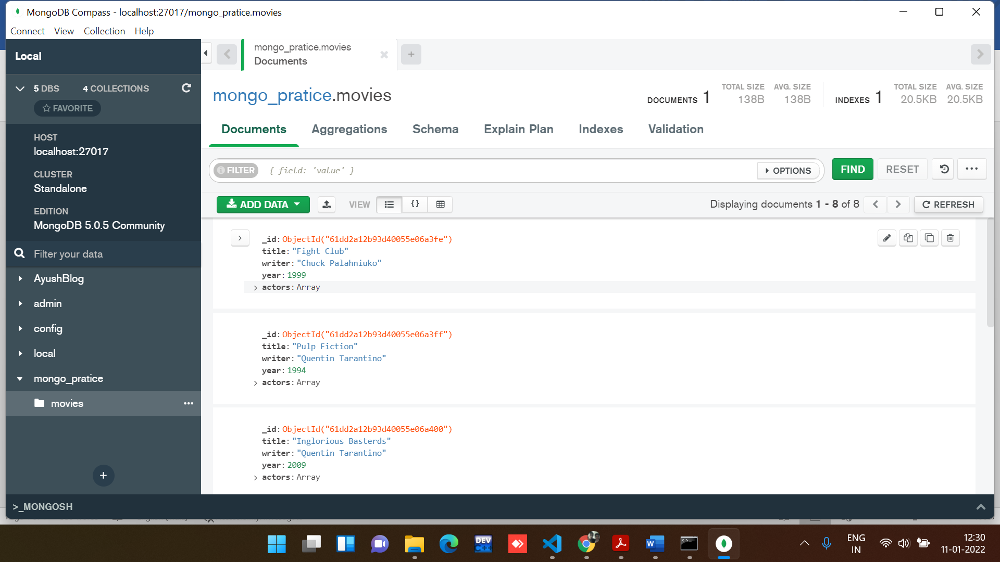 MongoDB Compass - localhost:27017/mongo_pratice.movies
Connect View Collection Help
Local
5 DBS 4 COLLECTIONS
FAVORITE
HOST
localhost:27017
CLUSTER
Standalone
EDITION
MongoDB 5.0.5 Community
Filter your data
AyushBlog
admin
config
local
mongo_pratice
movies
mongo_pratice.movies
Documents
mongo_pratice.movies
DOCUMENTS 1 TOTAL SIZE 138B AVG. SIZE 138B INDEXES 1 TOTAL SIZE 20.5KB AVG. SIZE 20.5KB
Documents Aggregations Schema Explain Plan Indexes Validation
FILTER { field: 'value' } OPTIONS FIND RESET
ADD DATA VIEW {} Displaying documents 1 - 8 of 8 REFRESH
_id: ObjectId("61dd2a12b93d40055e06a3fe")
title: "Fight Club"
writer: "Chuck Palahniuko"
year: 1999
actors: Array
_id: ObjectId("61dd2a12b93d40055e06a3ff")
title: "Pulp Fiction"
writer: "Quentin Tarantino"
year: 1994
actors: Array
_id: ObjectId("61dd2a12b93d40055e06a400")
title: "Inglorious Basterds"
writer: "Quentin Tarantino"
year: 2009
actors: Array
>_MONGOSH
DEV C++
ENG
IN
12:30
11-01-2022